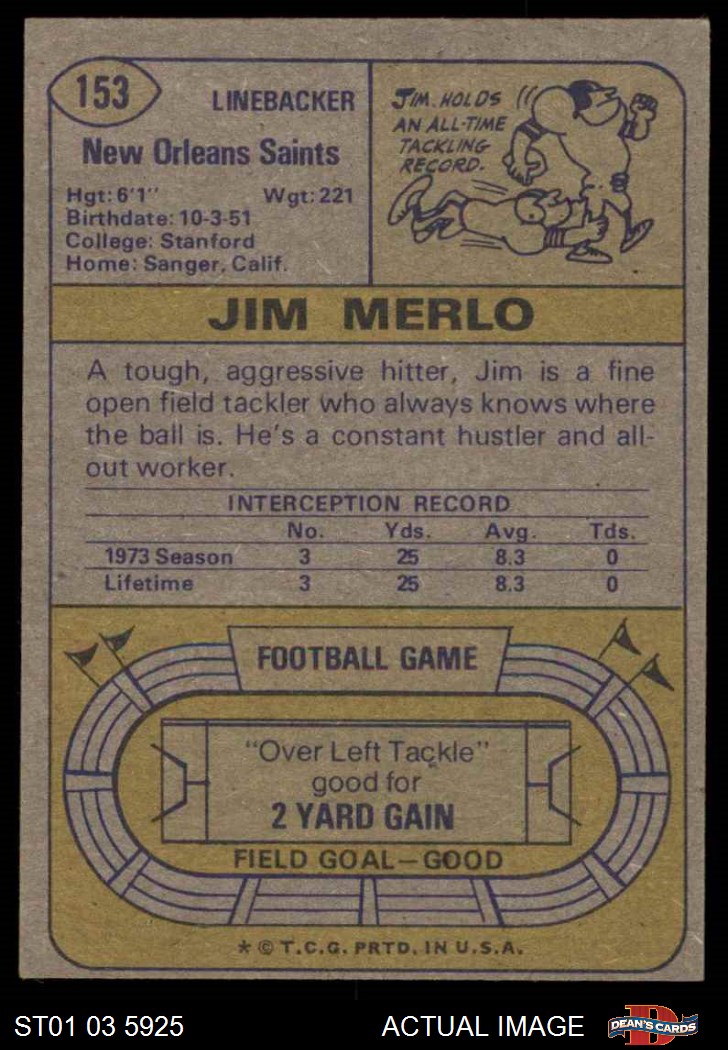 153
LINEBACKER
New Orleans Saints
Hgt: 6'1" Wgt: 221
Birthdate: 10-3-51
College: Stanford
Home: Sanger, Calif.
JIM HOLDS
AN ALL-TIME
TACKLING
RECORD.
JIM MERLO
A tough, aggressive hitter, Jim is a fine
open field tackler who always knows where
the ball is. He's a constant hustler and all-
out worker.
INTERCEPTION RECORD
No. Yds. Avg. Tds.
1973 Season 3 25 8.3 0
Lifetime 3 25 8.3 0
FOOTBALL GAME
"Over Left Tackle"
good for
2 YARD GAIN
FIELD GOAL—GOOD
* © T.C.G. PRTD. IN U.S.A.
ST01 03 5925 ACTUAL IMAGE
D
DEAN'S CARDS